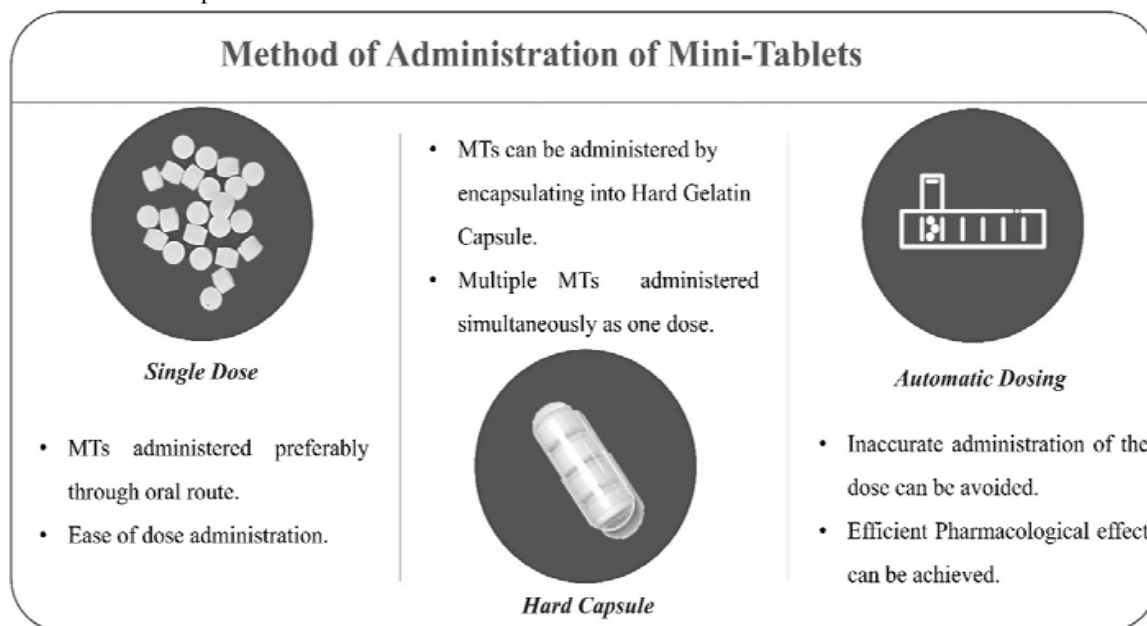 Method of Administration of Mini-Tablets
Single Dose
• MTs administered preferably
through oral route.
• Ease of dose administration.
• MTs can be administered by
encapsulating into Hard Gelatin
Capsule.
• Multiple MTs administered
simultaneously as one dose.
Hard Capsule
Automatic Dosing
• Inaccurate administration of the
dose can be avoided.
• Efficient Pharmacological effect
can be achieved.